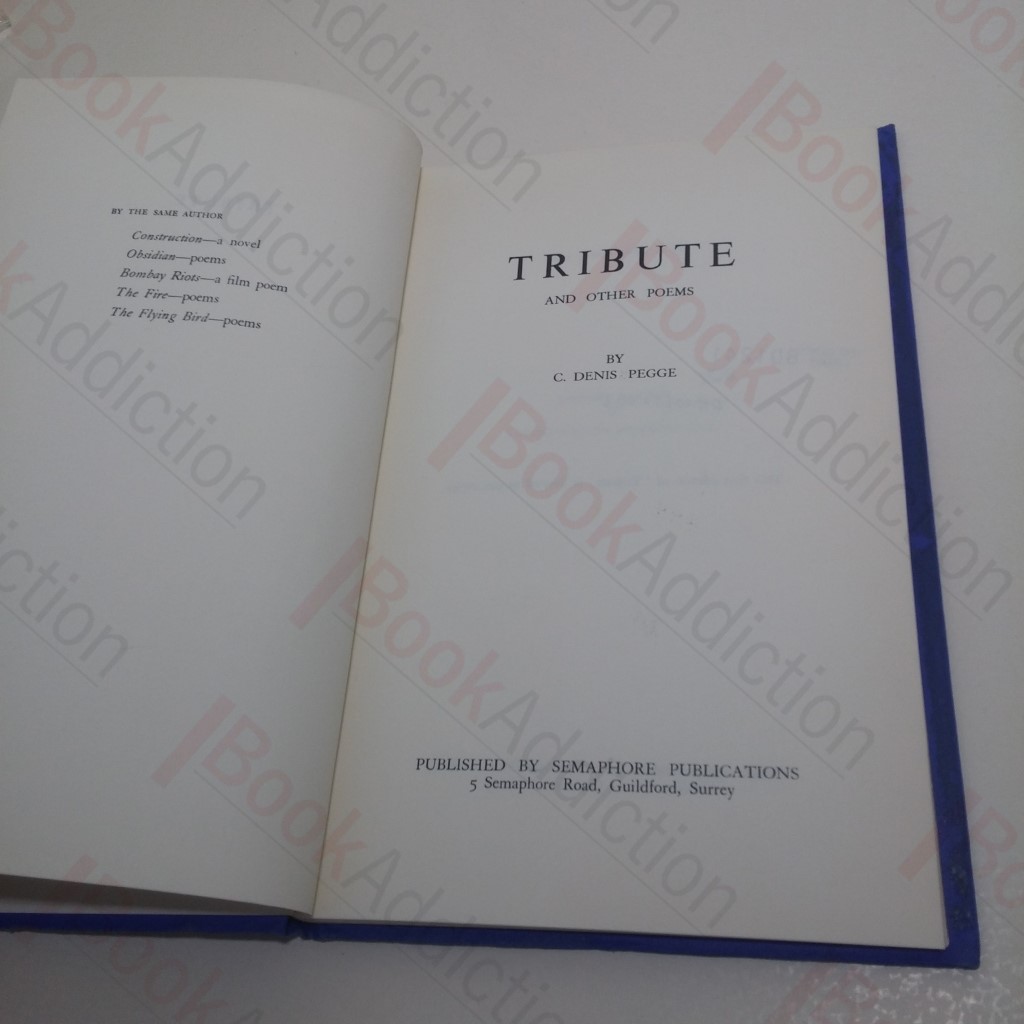 BY THE SAME AUTHOR
Construction—a novel
Obsidian—poems
Bombay Riots—a film poem
The Fire—poems
The Flying Bird—poems
TRIBUTE
AND OTHER POEMS
BY
C. DENIS PEGGE
PUBLISHED BY SEMAPHORE PUBLICATIONS
5 Semaphore Road, Guildford, Surrey
BookAddiction